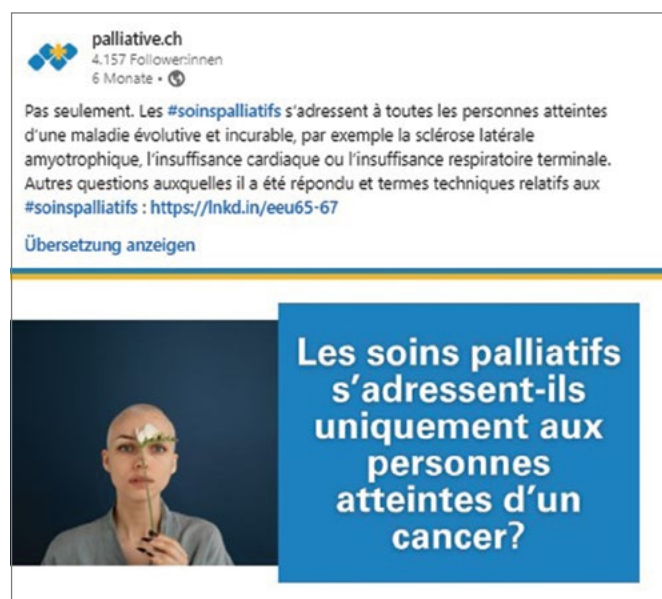 palliative.ch
4.157 Follower:innen
6 Monate •
Pas seulement. Les #soinspalliatifs s'adressent à toutes les personnes atteintes
d'une maladie évolutive et incurable, par exemple la sclérose latérale
amyotrophique, l'insuffisance cardiaque ou l'insuffisance respiratoire terminale.
Autres questions auxquelles il a été répondu et termes techniques relatifs aux
#soinspalliatifs : https://lnkd.in/eeu65-67
Übersetzung anzeigen
Les soins palliatifs
s'adressent-ils
uniquement aux
personnes
atteintes d'un
cancer?